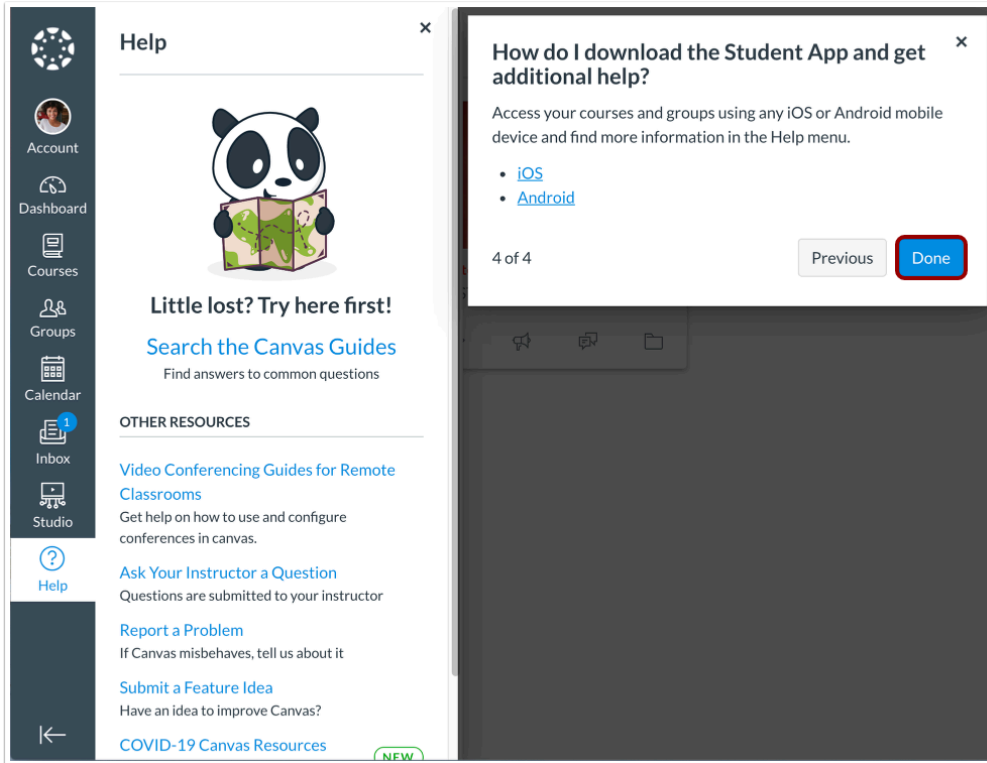 Account
Dashboard
Courses
Groups
Calendar
1
Inbox
Studio
Help
Help
Little lost? Try here first!
Search the Canvas Guides
Find answers to common questions
OTHER RESOURCES
Video Conferencing Guides for Remote
Classrooms
Get help on how to use and configure
conferences in canvas.
Ask Your Instructor a Question
Questions are submitted to your instructor
Report a Problem
If Canvas misbehaves, tell us about it
Submit a Feature Idea
Have an idea to improve Canvas?
COVID-19 Canvas Resources
NEW
How do I download the Student App and get
additional help?
Access your courses and groups using any iOS or Android mobile
device and find more information in the Help menu.
• iOS
• Android
4 of 4
Previous
Done